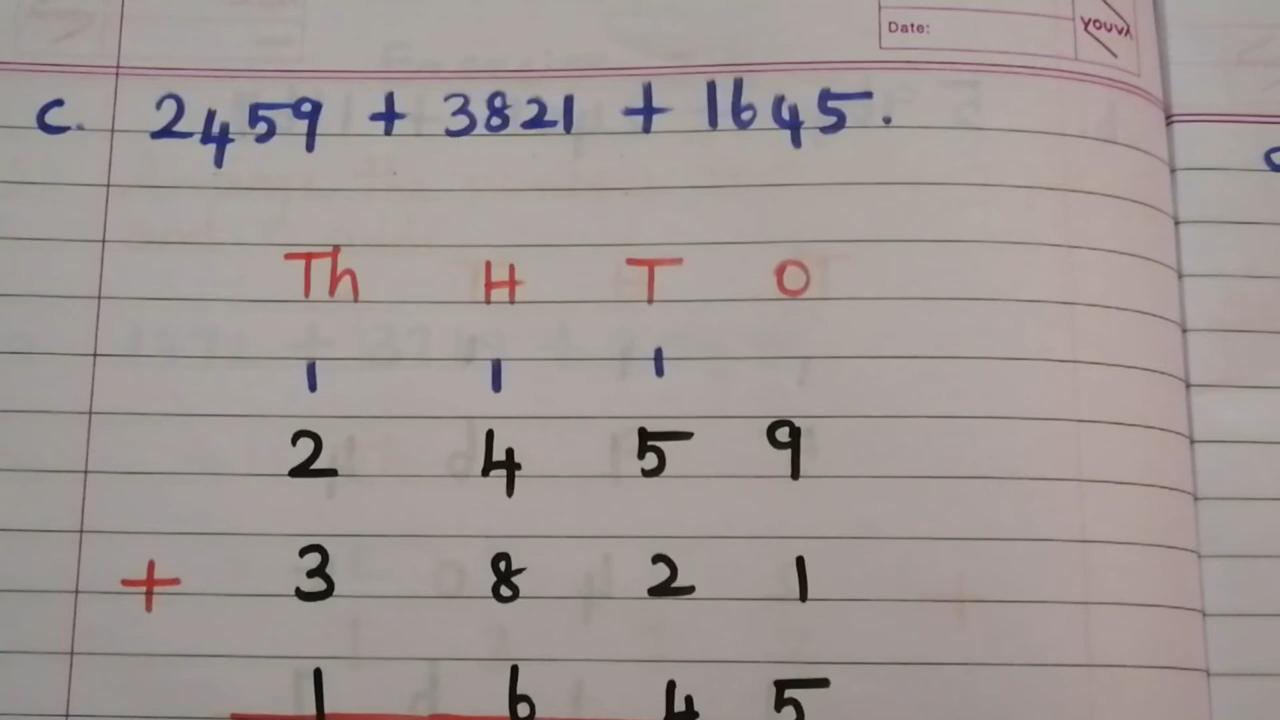 Date:
YOUVA
C. 2459 + 3821 + 1645.
Th H T O
1 1 1
2 4 5 9
+ 3 8 2 1
1 6 4 5